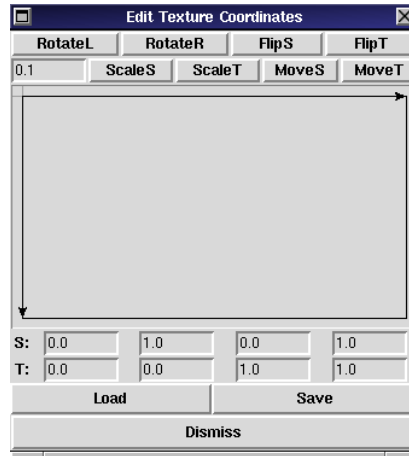 Edit Texture Coordinates
RotateL RotateR FlipS FlipT
0.1 ScaleS ScaleT MoveS MoveT
S: 0.0 1.0 0.0 1.0
T: 0.0 0.0 1.0 1.0
Load Save
Dismiss